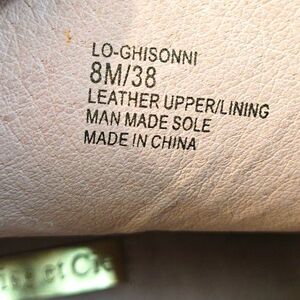 LO-GHISONNI
8M/38
LEATHER UPPER/LINING
MAN MADE SOLE
MADE IN CHINA
et Cie